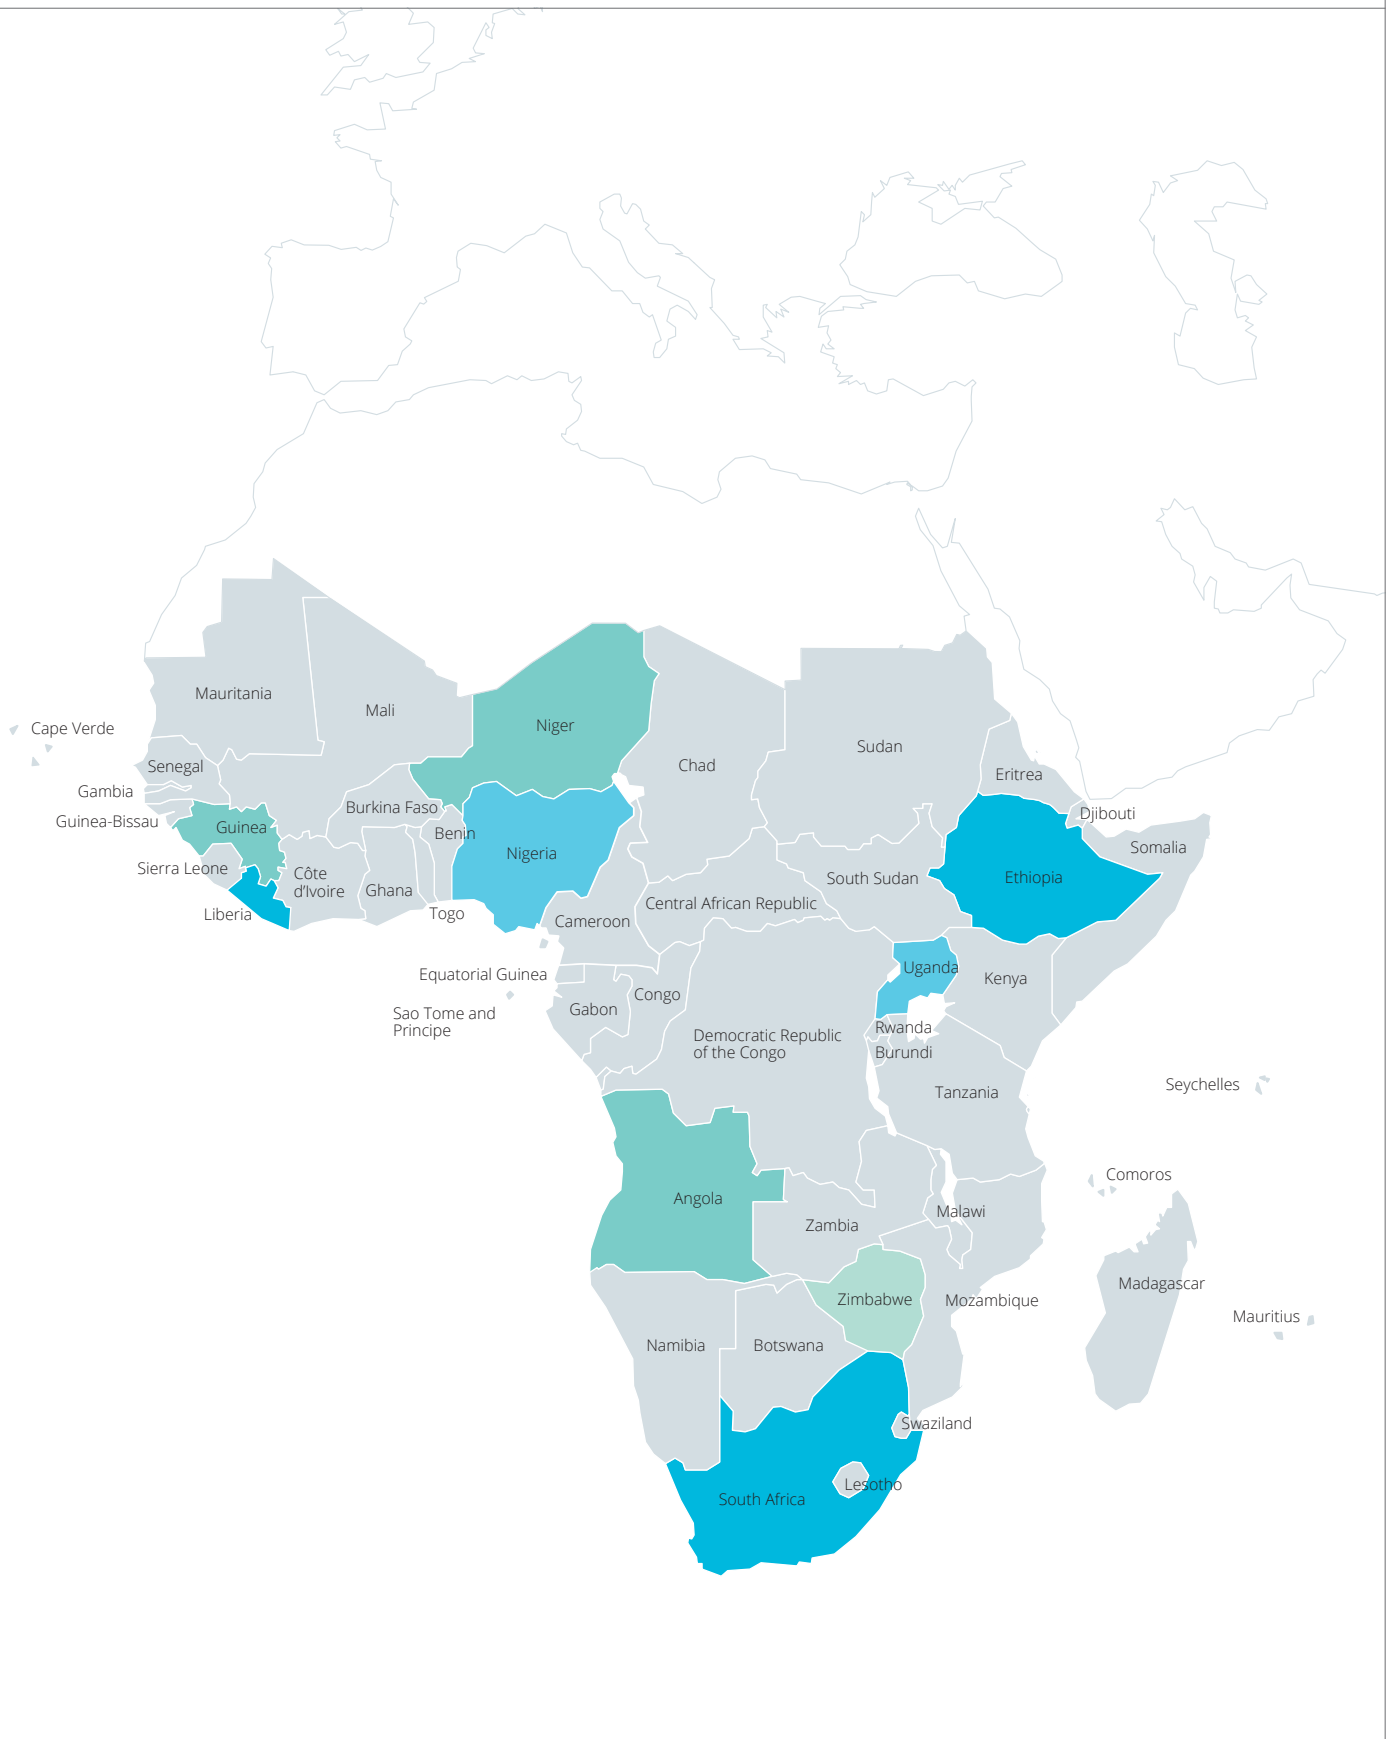 Mauritania
Mali
Niger
Cape Verde
Chad
Sudan
Senegal
Eritrea
Gambia
Burkina Faso
Djibouti
Guinea-Bissau
Guinea
Benin
Somalia
Nigeria
Sierra Leone
Côte
d’Ivoire
Ghana
South Sudan
Ethiopia
Central African Republic
Liberia
Togo
Cameroon
Uganda
Equatorial Guinea
Kenya
Congo
Gabon
Sao Tome and
Principe
Rwanda
Democratic Republic
of the Congo
Burundi
Tanzania
Seychelles
Comoros
Angola
Malawi
Zambia
Madagascar
Zimbabwe
Mozambique
Mauritius
Namibia
Botswana
Swaziland
Lesotho
South Africa